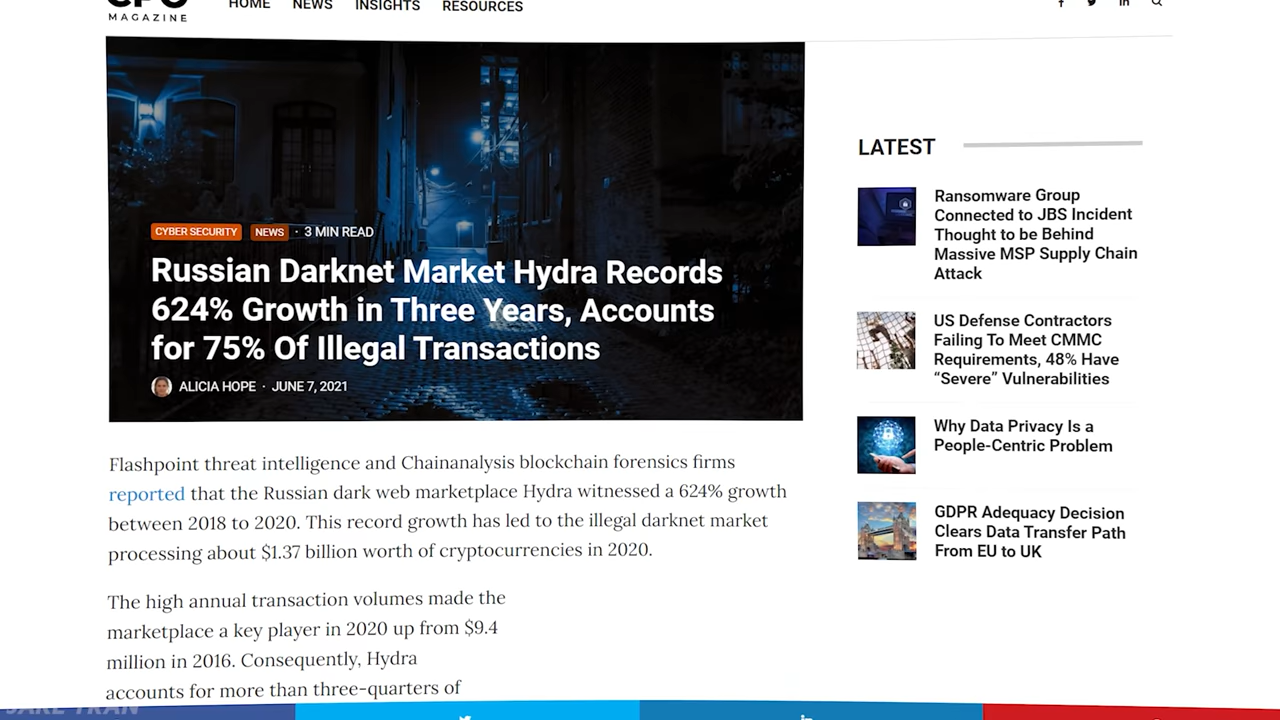 CPO
MAGAZINE
HOME NEWS INSIGHTS RESOURCES
CYBER SECURITY NEWS · 3 MIN READ
Russian Darknet Market Hydra Records
624% Growth in Three Years, Accounts
for 75% Of Illegal Transactions
ALICIA HOPE · JUNE 7, 2021
Flashpoint threat intelligence and Chainanalysis blockchain forensics firms
reported that the Russian dark web marketplace Hydra witnessed a 624% growth
between 2018 to 2020. This record growth has led to the illegal darknet market
processing about $1.37 billion worth of cryptocurrencies in 2020.
The high annual transaction volumes made the
marketplace a key player in 2020 up from $9.4
million in 2016. Consequently, Hydra
accounts for more than three-quarters of
LATEST
Ransomware Group
Connected to JBS Incident
Thought to be Behind
Massive MSP Supply Chain
Attack
US Defense Contractors
Failing To Meet CMMC
Requirements, 48% Have
“Severe” Vulnerabilities
Why Data Privacy Is a
People-Centric Problem
GDPR Adequacy Decision
Clears Data Transfer Path
From EU to UK
JAKE TRAN